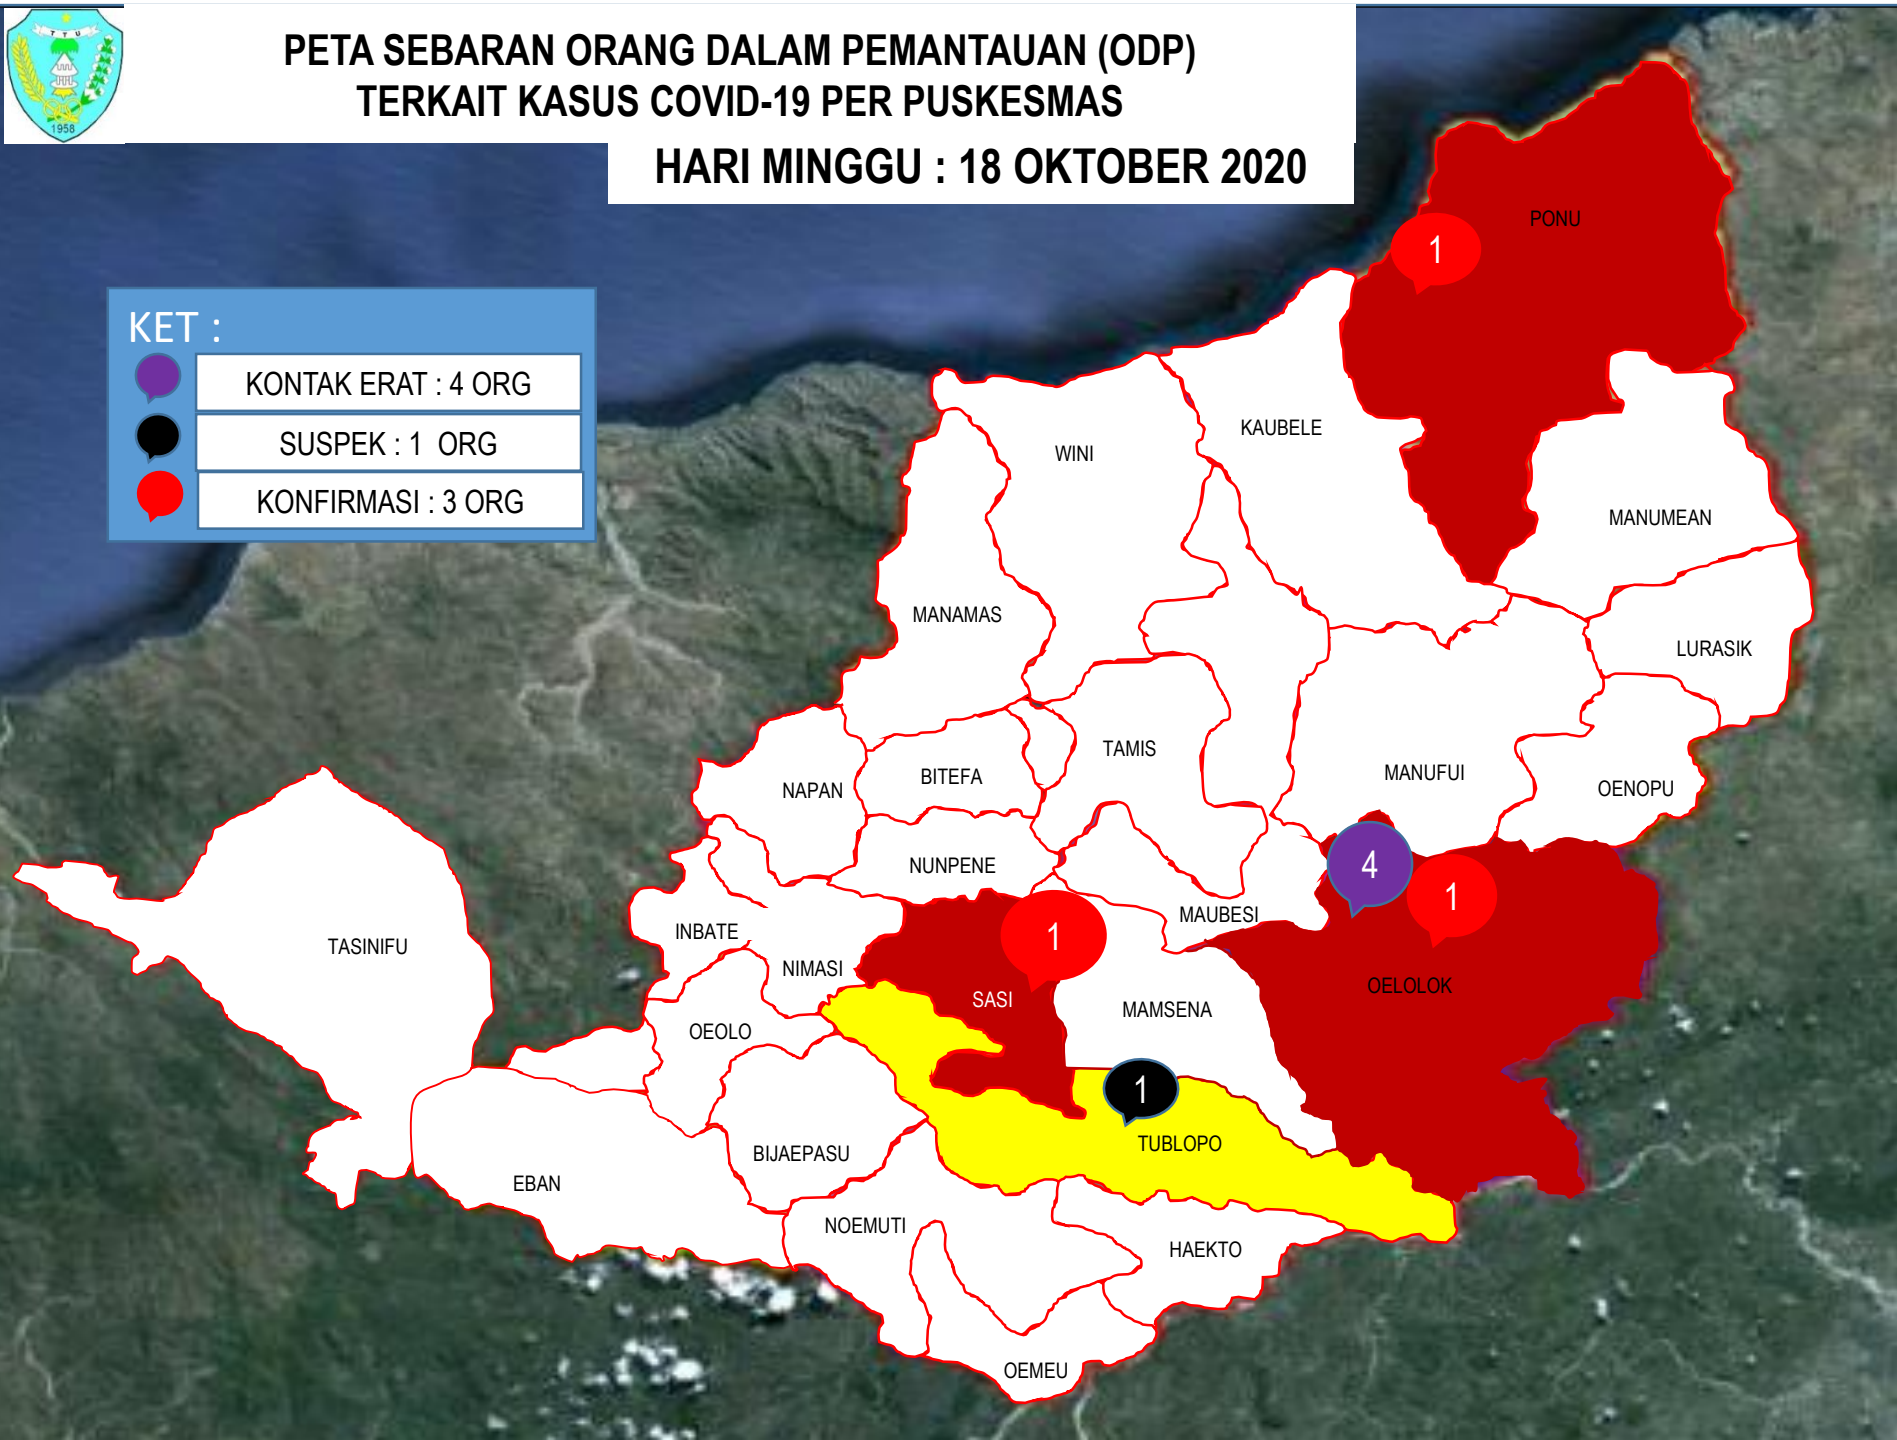 TTU
1958
PETA SEBARAN ORANG DALAM PEMANTAUAN (ODP)
TERKAIT KASUS COVID-19 PER PUSKESMAS
HARI MINGGU : 18 OKTOBER 2020
KET :
KONTAK ERAT : 4 ORG
SUSPEK : 1 ORG
KONFIRMASI : 3 ORG
PONU
1
KAUBELE
WINI
MANUMEAN
MANAMAS
LURASIK
TAMIS
BITEFA
NAPAN
MANUFUI
OENOPU
NUNPENE
4
1
MAUBESI
INBATE
1
TASINIFU
NIMASI
SASI
OELOLOK
MAMSENA
OEOLO
1
TUBLOPO
BIJAEPASU
EBAN
NOEMUTI
HAEKTO
OEMEU